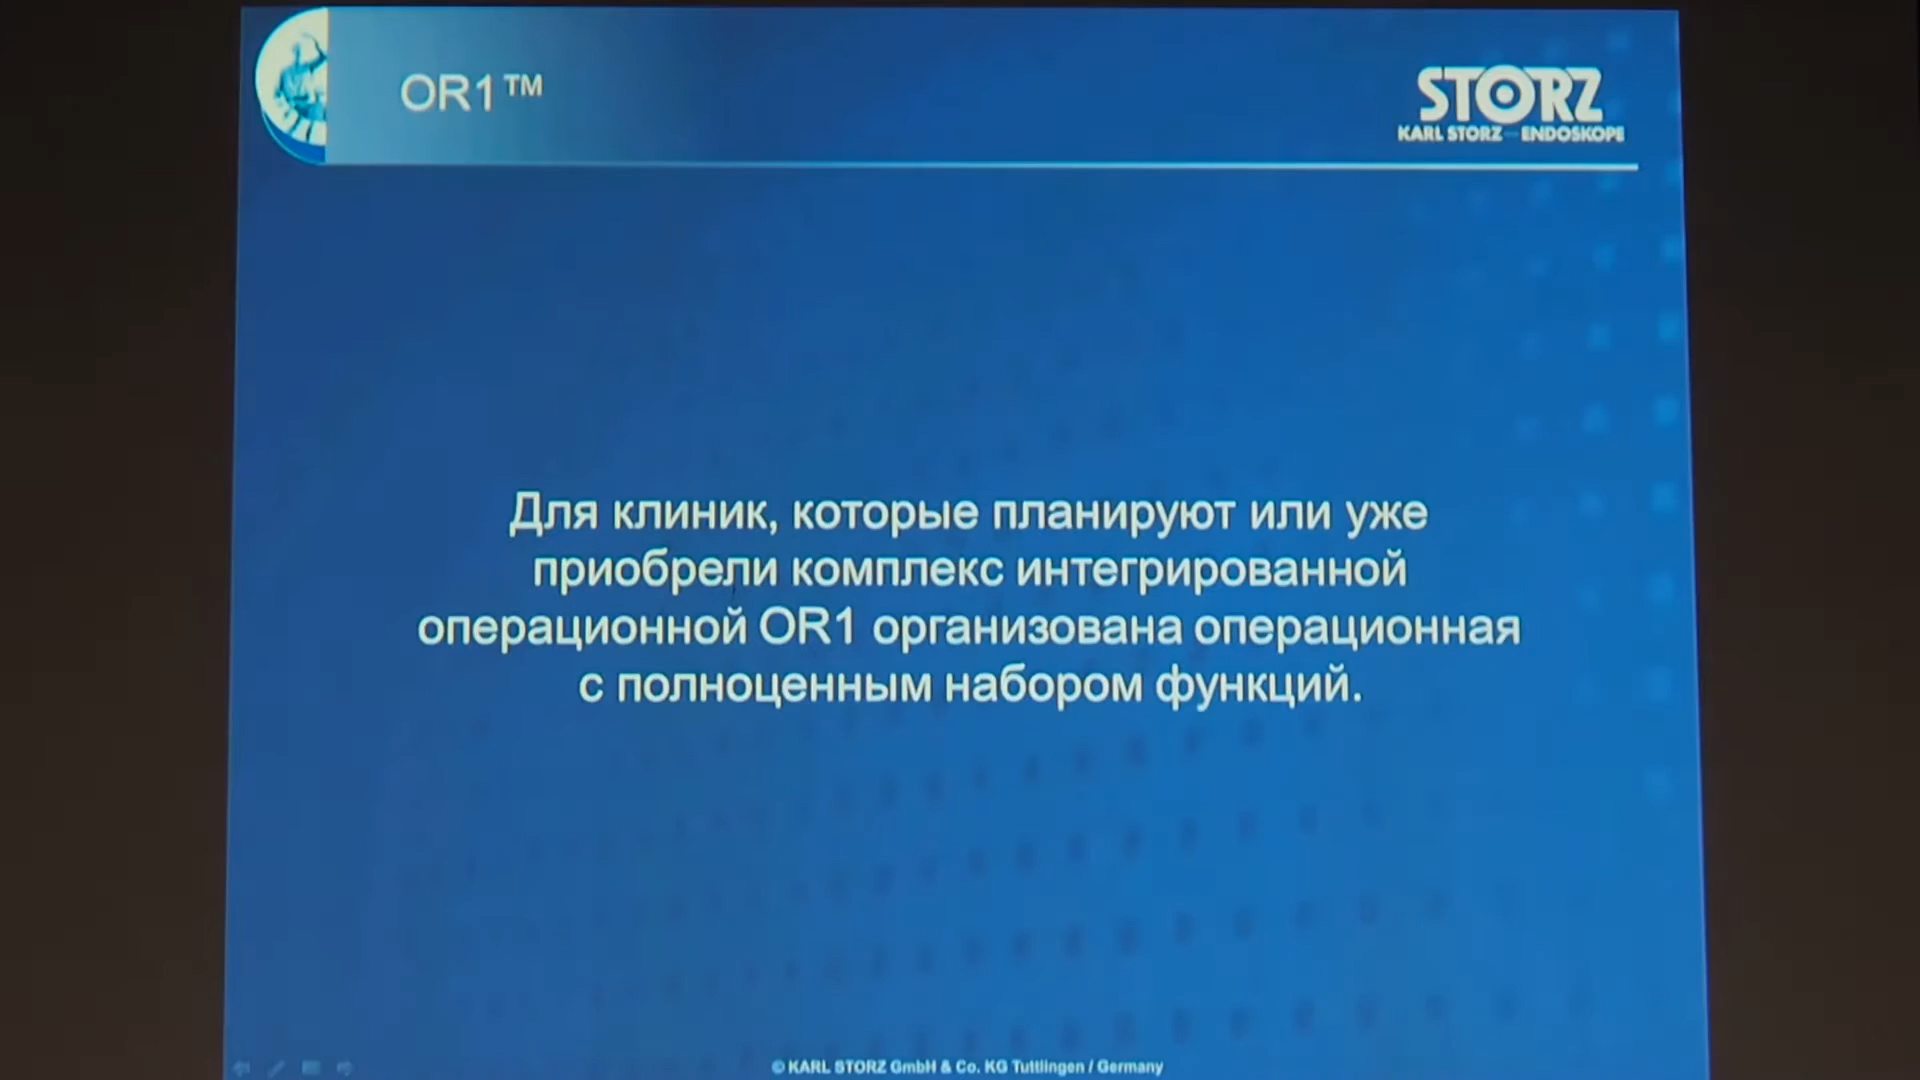 OR1™
STORZ
KARL STORZ — ENDOSKOPE
Для клиник, которые планируют или уже
приобрели комплекс интегрированной
операционной OR1 организована операционная
с полноценным набором функций.
© KARL STORZ GmbH & Co. KG Tuttlingen / Germany